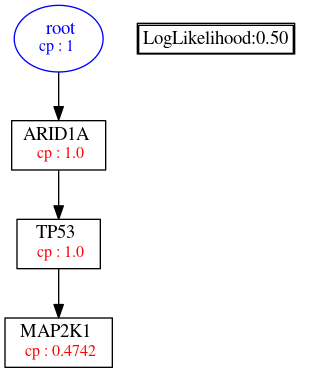 root
cp : 1
LogLikelihood:0.50
ARID1A
cp : 1.0
TP53
cp : 1.0
MAP2K1
cp : 0.4742